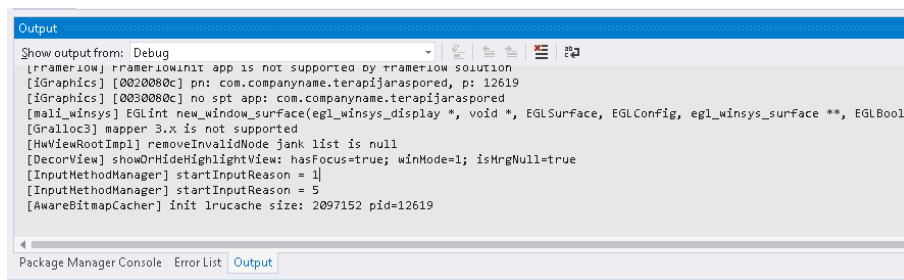 Output
Show output from: Debug
[FrameFlow] FrameFlowInit app is not supported by frameflow solution
[iGraphics] [0020080c] pn: com.companyname.terapijaraspored, p: 12619
[iGraphics] [0030080c] no spt app: com.companyname.terapijaraspored
[mali_winsys] EGLint new_window_surface(egl_winsys_display *, void *, EGLSurface, EGLConfig, egl_winsys_surface **, EGLBool
[Gralloc3] mapper 3.x is not supported
[HwViewRootImpl] removeInvalidNode jank list is null
[DecorView] showOrHideHighlightView: hasFocus=true; winMode=1; isMrgNull=true
[InputMethodManager] startInputReason = 1
[InputMethodManager] startInputReason = 5
[AwareBitmapCacher] init lrucache size: 2097152 pid=12619
Package Manager Console Error List Output